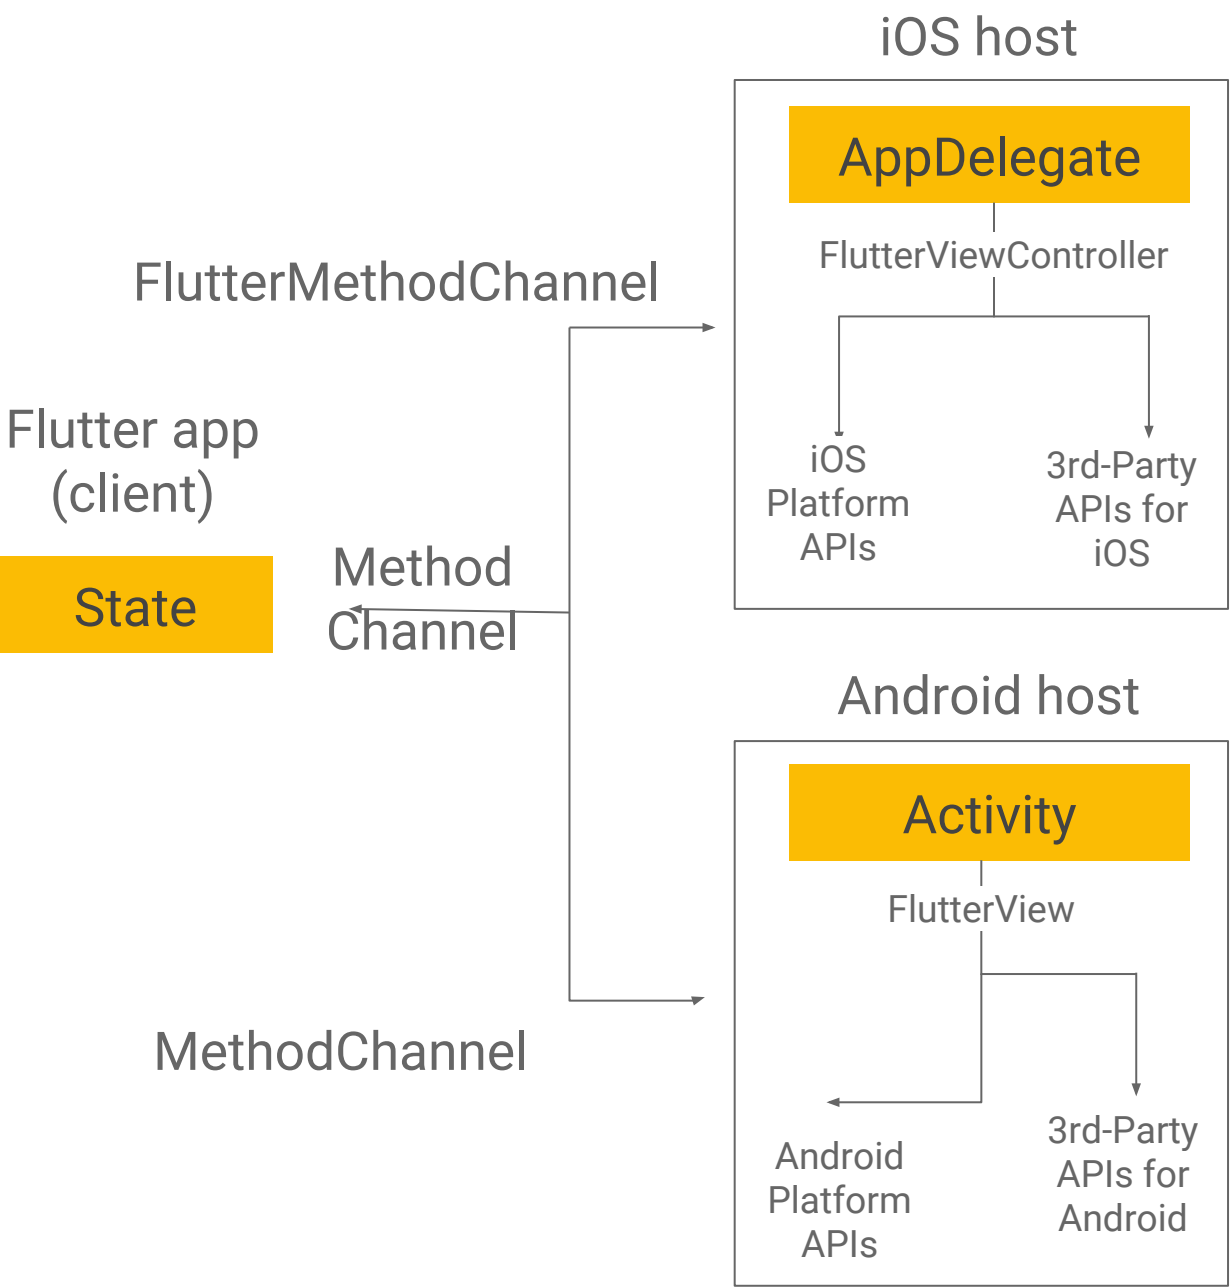 iOS host
AppDelegate
FlutterViewController
FlutterMethodChannel
iOS
Platform
APIs
3rd-Party
APIs for
iOS
Flutter app
(client)
State
Method
Channel
Android host
Activity
FlutterView
MethodChannel
Android
Platform
APIs
3rd-Party
APIs for
Android